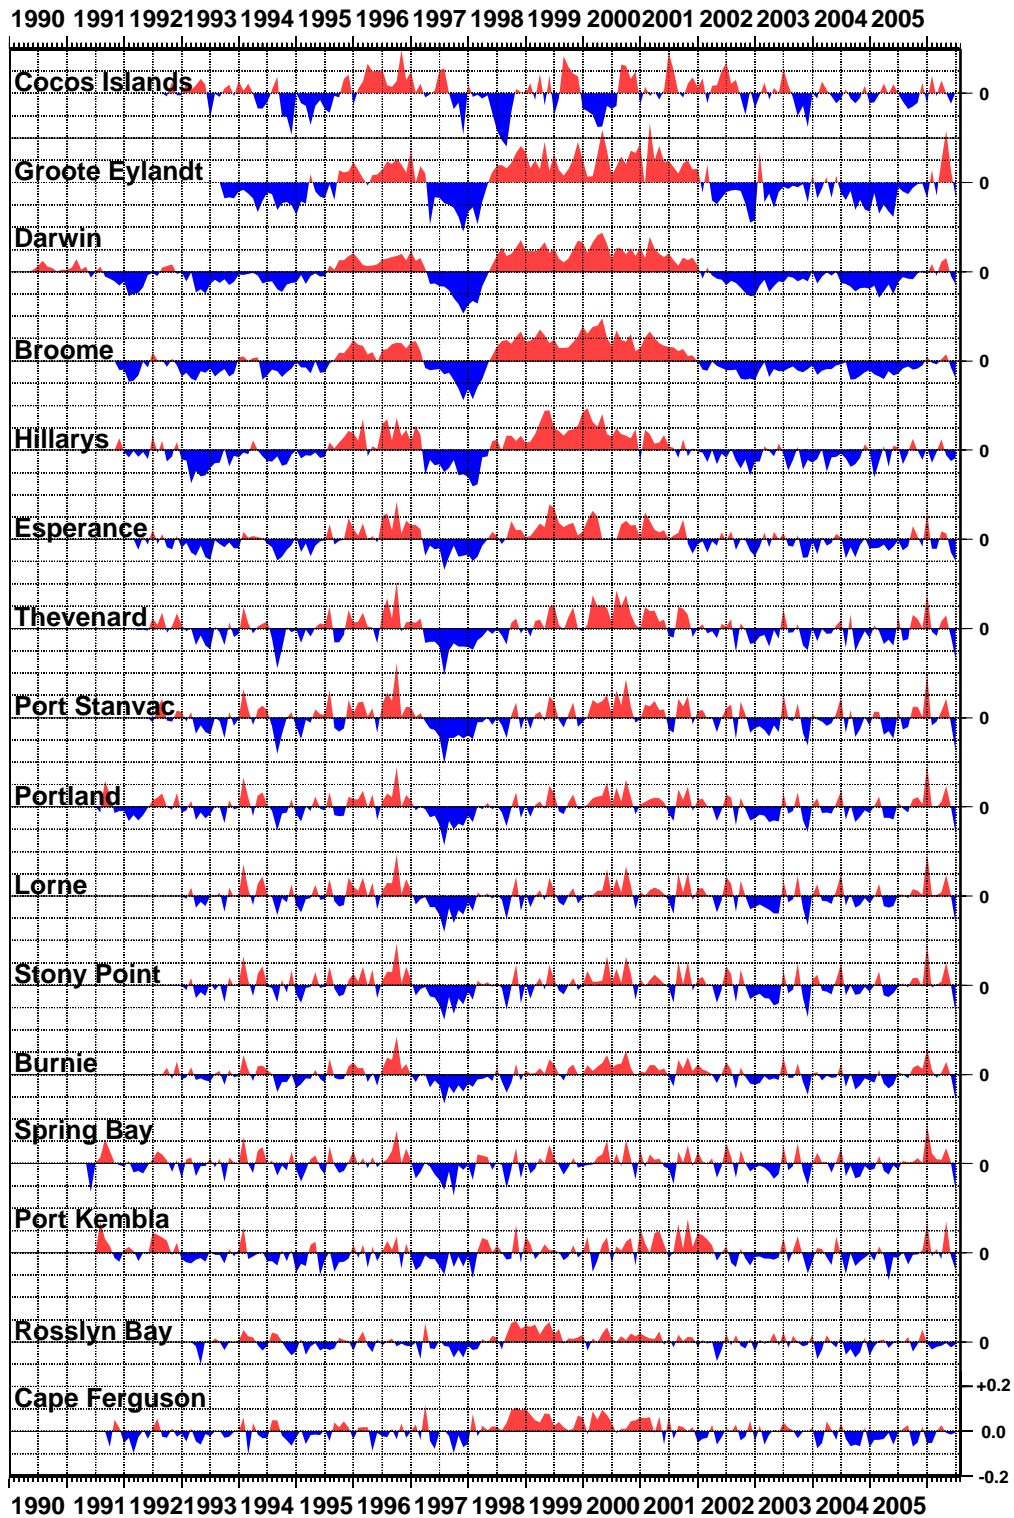 1990 1991 1992 1993 1994 1995 1996 1997 1998 1999 2000 2001 2002 2003 2004 2005
Cocos Islands 0
Groote Eylandt 0
Darwin 0
Broome 0
Hillarys 0
Esperance 0
Thevenard 0
Port Stanvac 0
Portland 0
Lorne 0
Stony Point 0
Burnie 0
Spring Bay 0
Port Kembla 0
Rosslyn Bay 0
+0.2
Cape Ferguson 0.0
-0.2
1990 1991 1992 1993 1994 1995 1996 1997 1998 1999 2000 2001 2002 2003 2004 2005